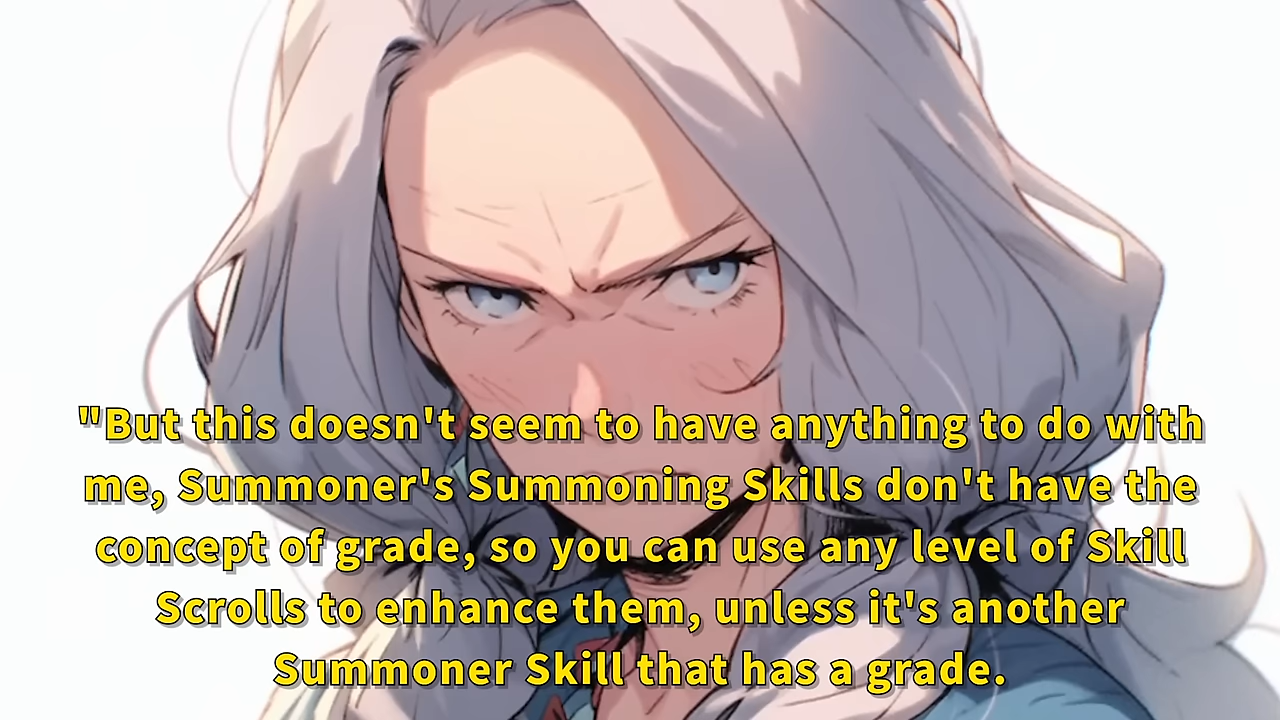 "But this doesn't seem to have anything to do with
me, Summoner's Summoning Skills don't have the
concept of grade, so you can use any level of Skill
Scrolls to enhance them, unless it's another
Summoner Skill that has a grade.